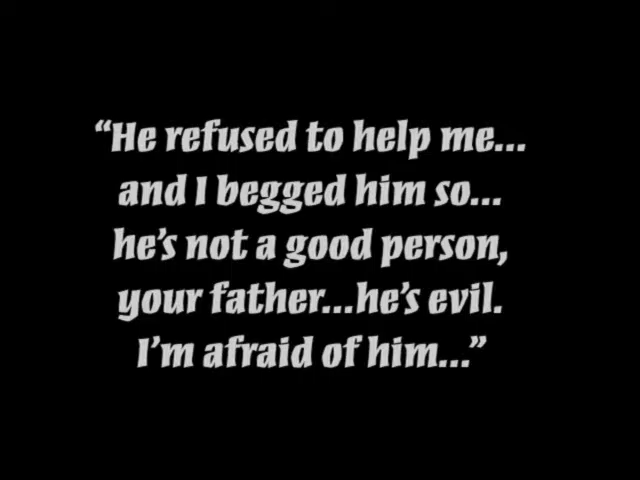 “He refused to help me...
and I begged him so...
he’s not a good person,
your father...he’s evil.
I’m afraid of him...”